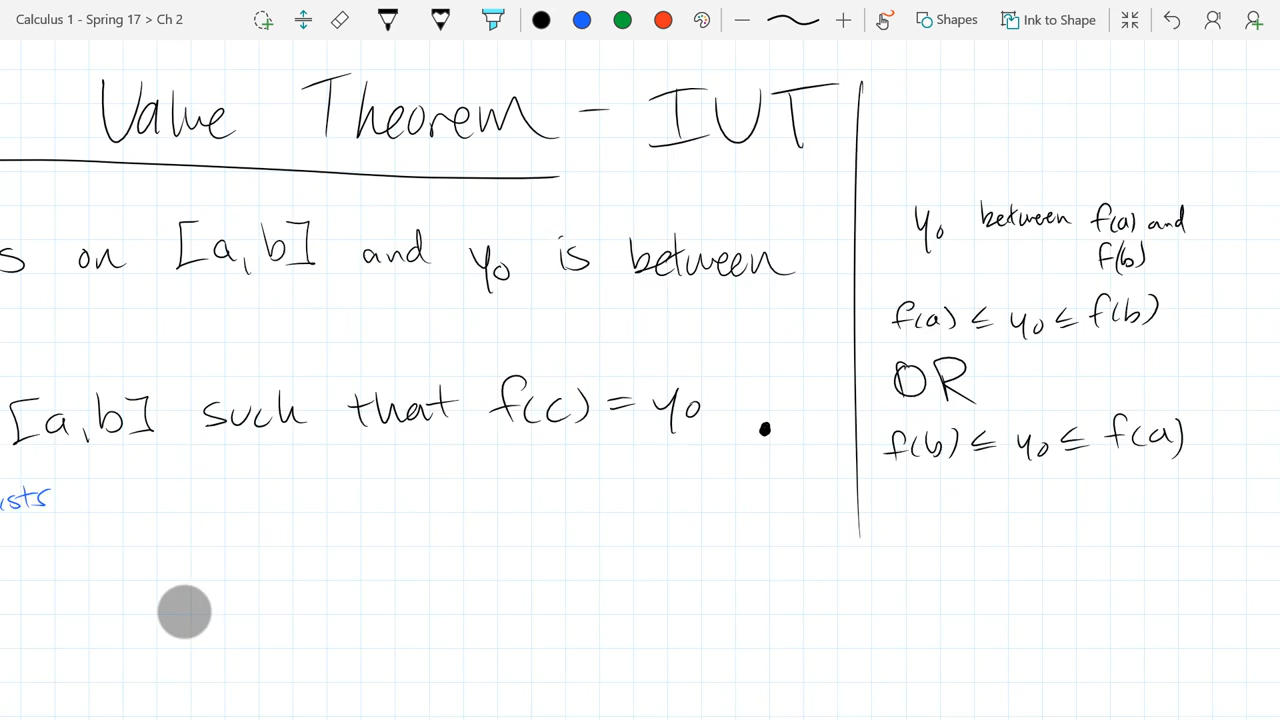 Calculus 1 - Spring 17 > Ch 2
Shapes
Ink to Shape
Value Theorem - IVT
s on [a,b] and y₀ is between
[a,b] such that f(c) = y₀.
ists
y₀ between f(a) and
f(b)
f(a) ≤ y₀ ≤ f(b)
OR
f(b) ≤ y₀ ≤ f(a)